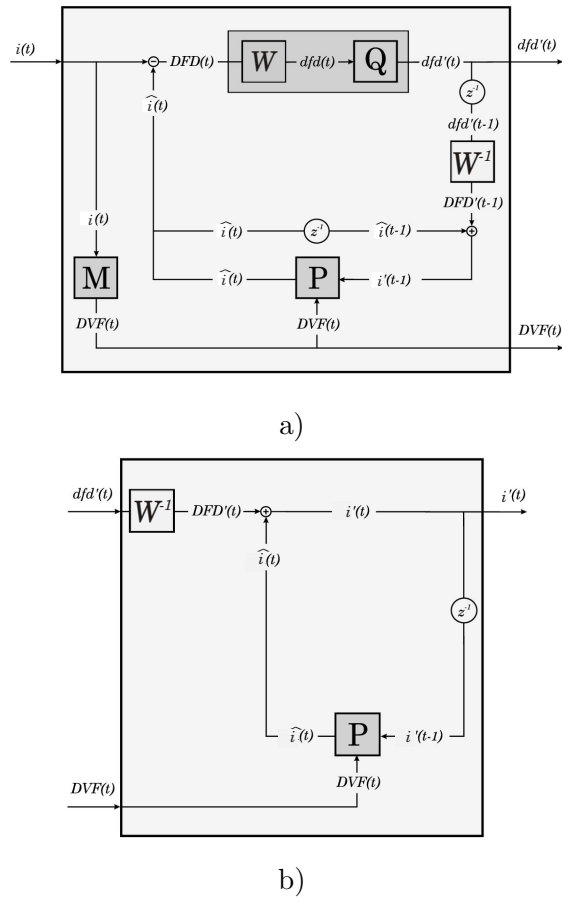 i(t)
DFD(t)
W
dfd(t)
Q
dfd'(t)
dfd'(t)
z⁻¹
î(t)
dfd'(t-1)
W⁻¹
DFD'(t-1)
i(t)
î(t)
z⁻¹
î(t-1)
M
î(t)
P
i'(t-1)
DVF(t)
DVF(t)
DVF(t)
a)
dfd'(t)
W⁻¹
DFD'(t)
i'(t)
i'(t)
î(t)
z⁻¹
î(t)
P
i'(t-1)
DVF(t)
DVF(t)
b)